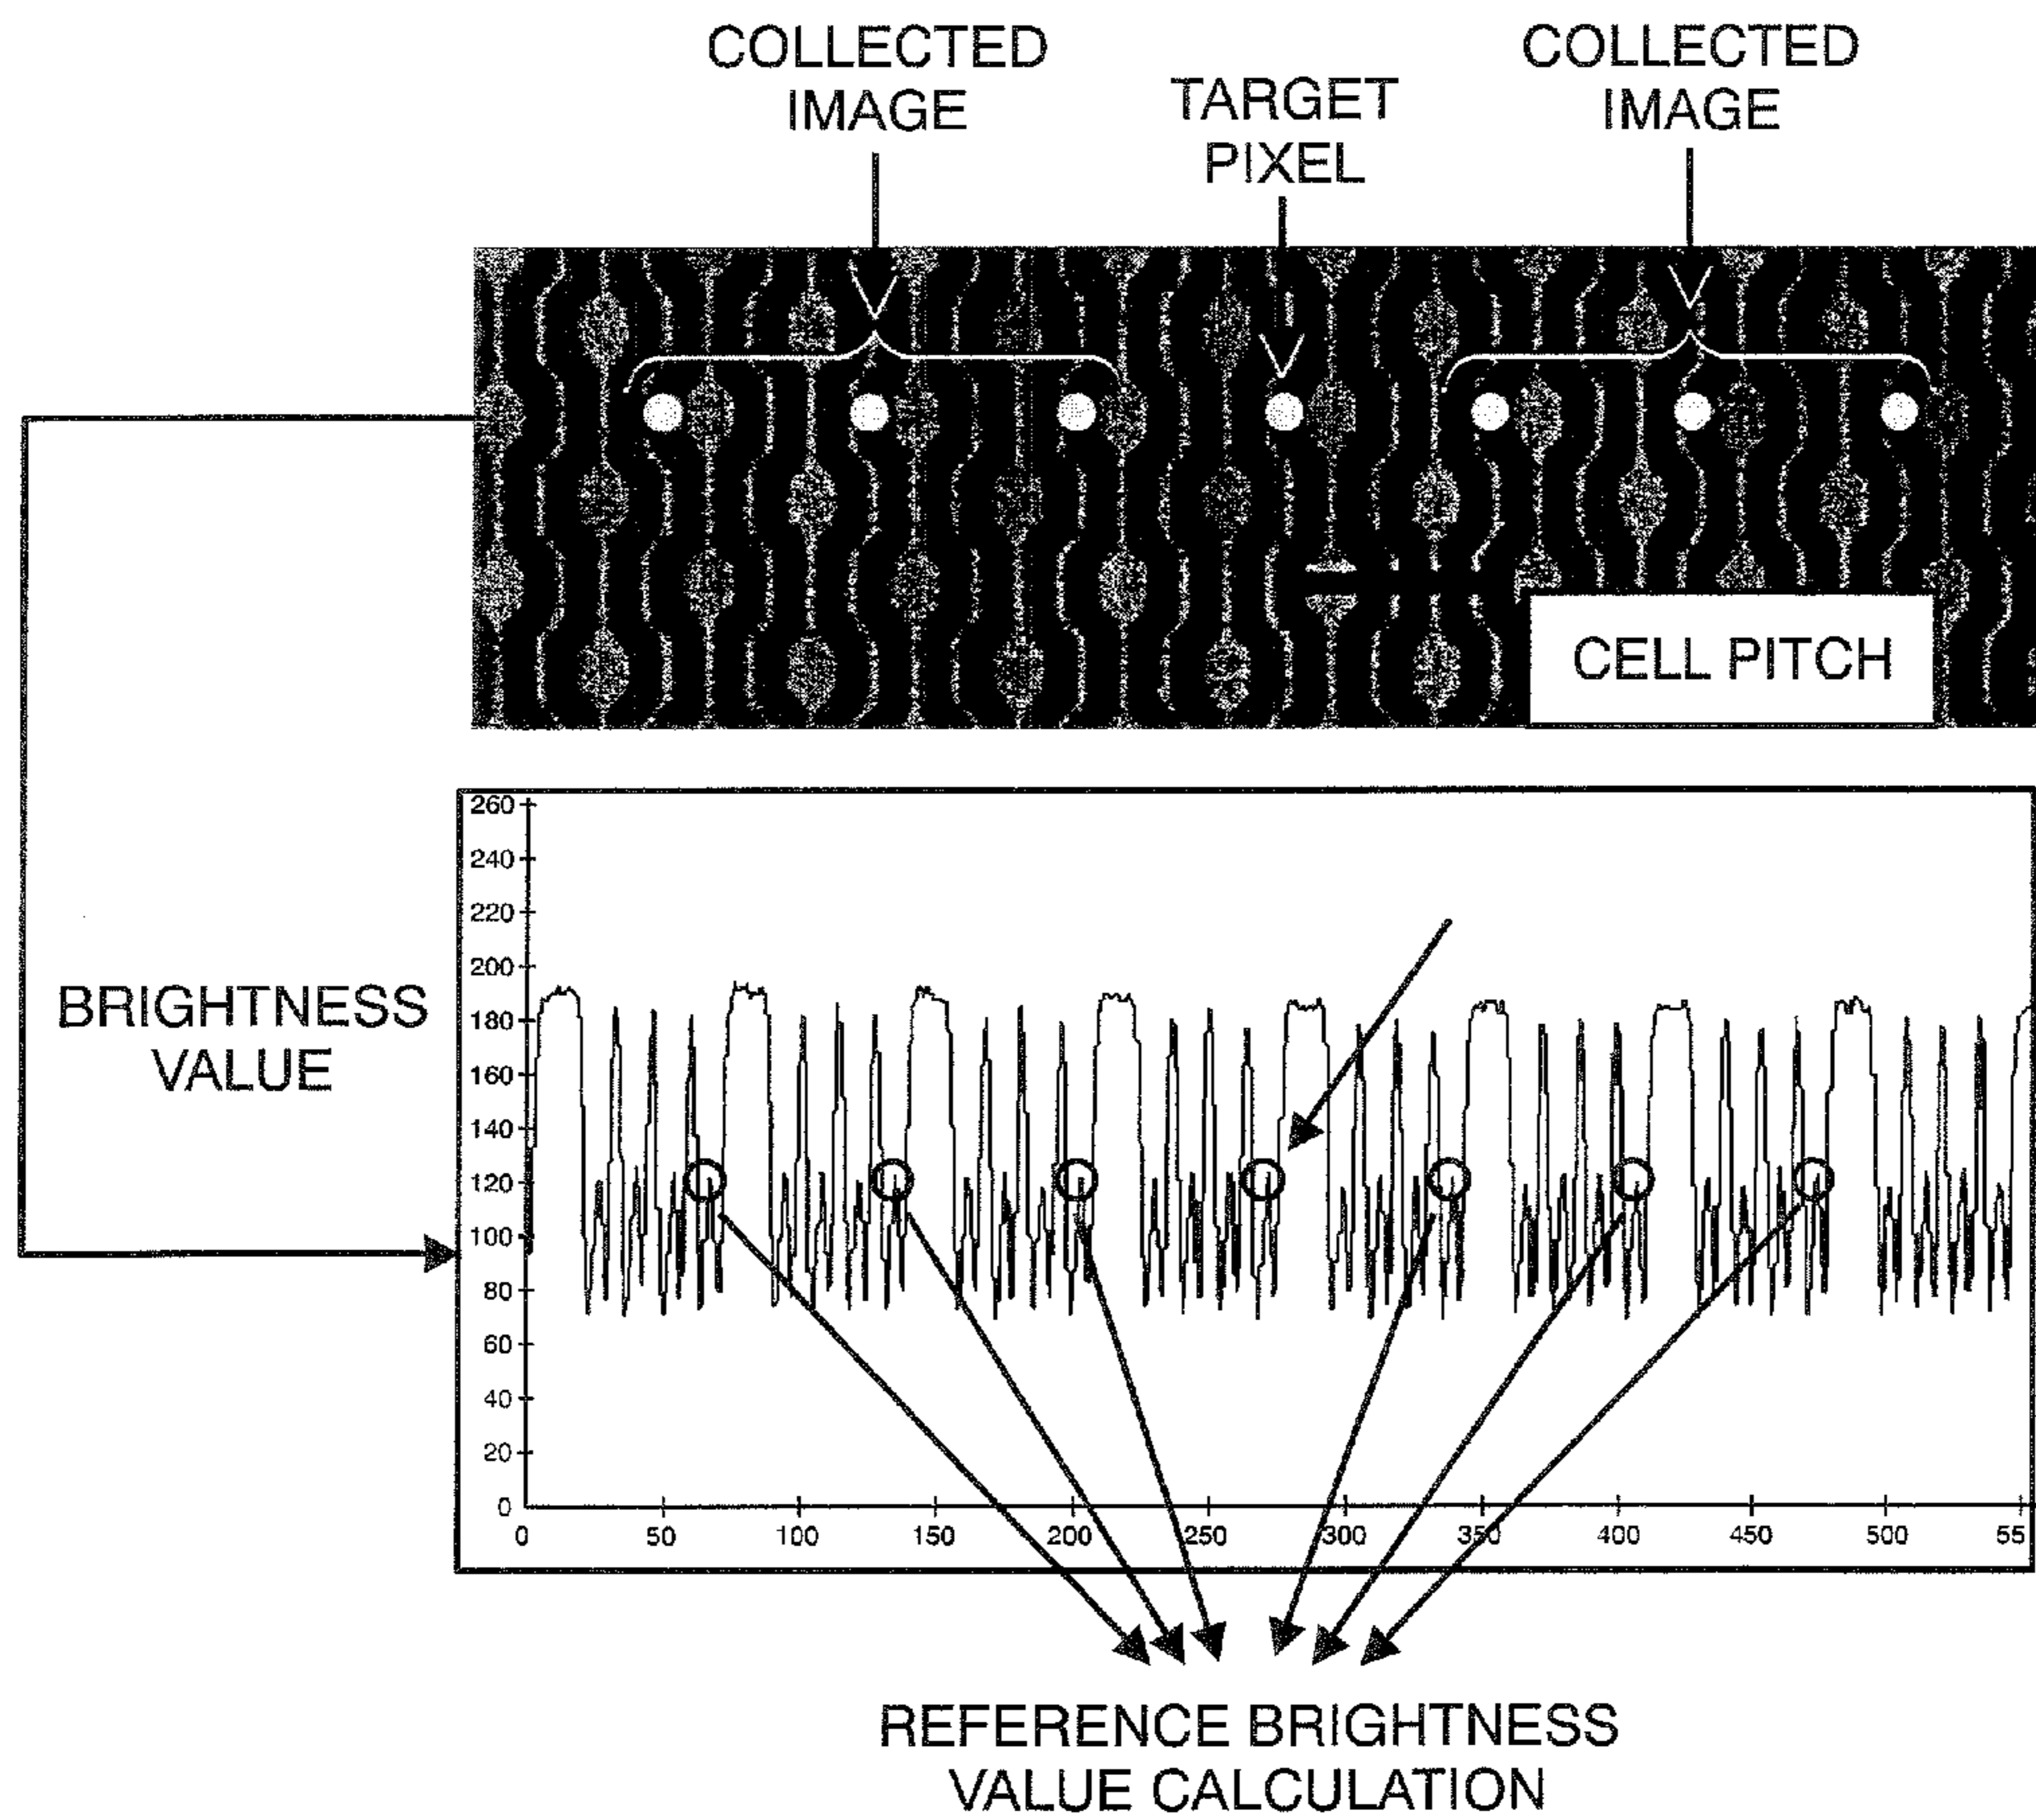 COLLECTED
IMAGE
TARGET
PIXEL
COLLECTED
IMAGE
CELL PITCH
BRIGHTNESS
VALUE
260
240
220
200
180
160
140
120
100
80
60
40
20
0
0 50 100 150 200 250 300 350 400 450 500 55
REFERENCE BRIGHTNESS
VALUE CALCULATION